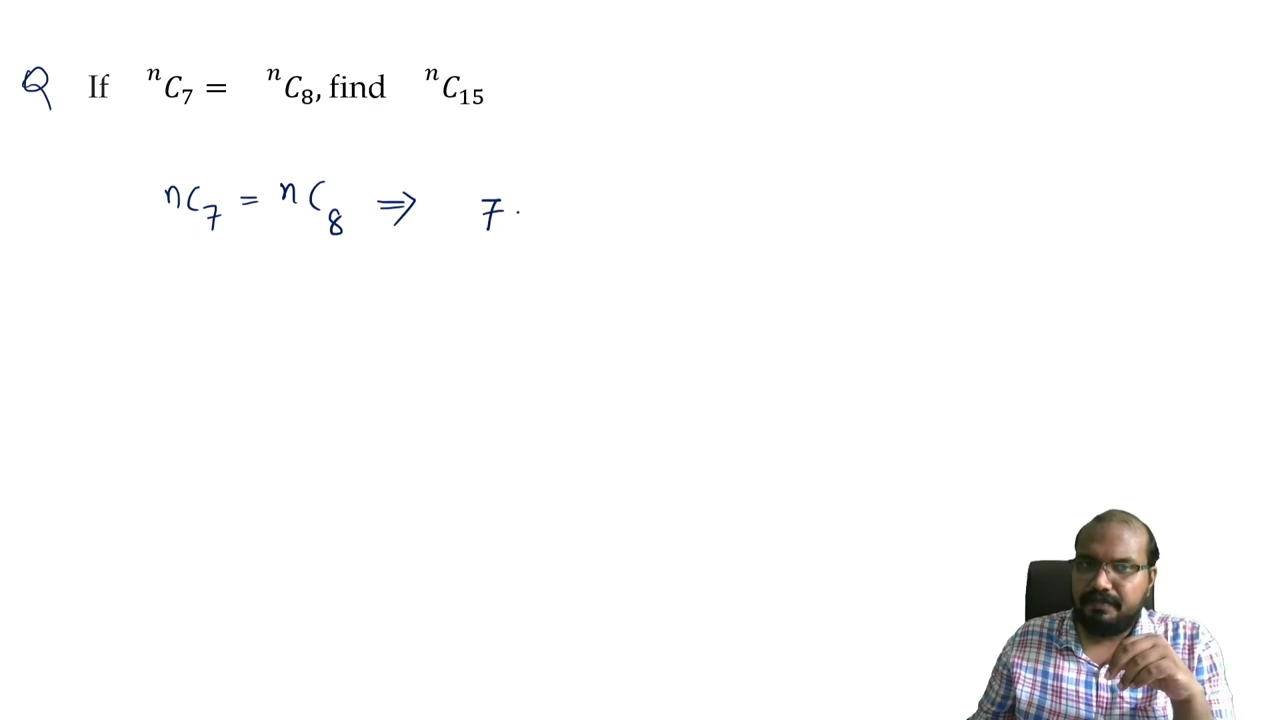 Q If ⁿC₇ = ⁿC₈, find ⁿC₁₅
nC₇ = nC₈ ⇒ 7 ·